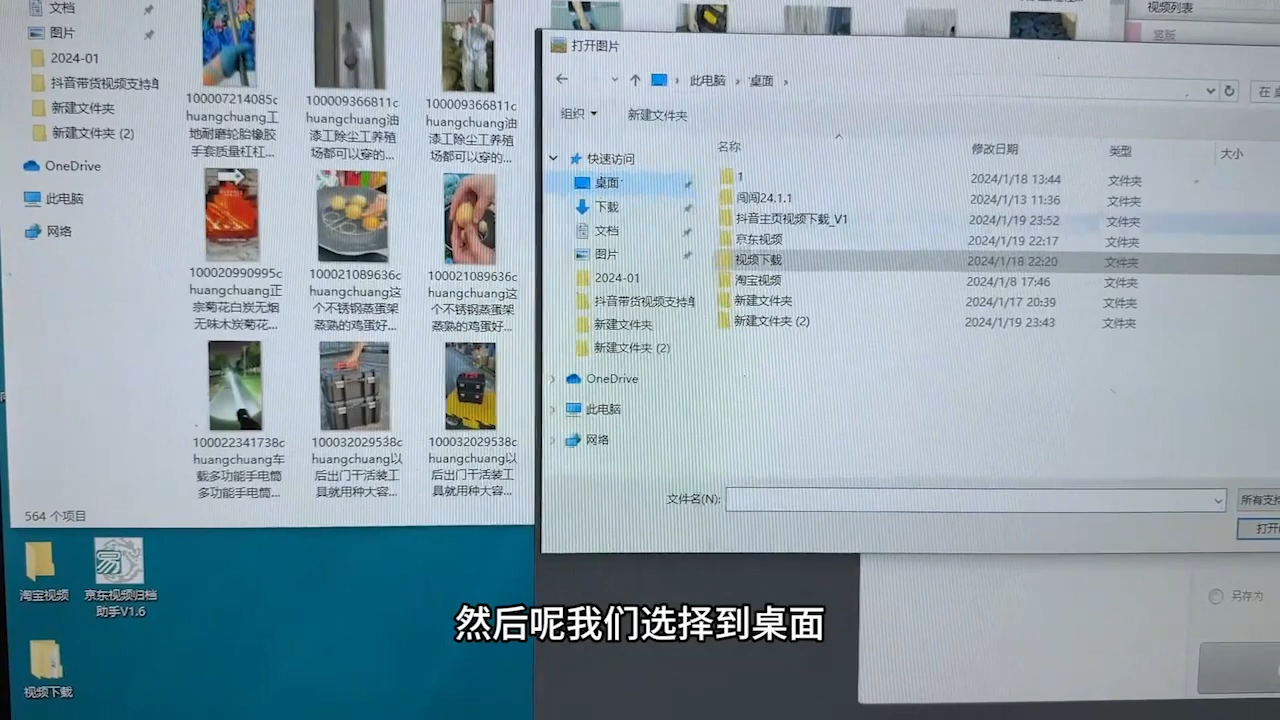 文档
图片
2024-01
抖音带货视频支持单
新建文件夹
新建文件夹 (2)
OneDrive
此电脑
网络
564 个项目
100007214085c
huangchuang工
地耐磨轮胎橡胶
手套质量杠杠...
100009366811c
huangchuang油
漆工除尘工养殖
场都可以穿的...
100009366811c
huangchuang油
漆工除尘工养殖
场都可以穿的...
100020990995c
huangchuang正
宗菊花白炭无烟
无味木炭菊花...
100021089636c
huangchuang这
个不锈钢蒸蛋架
蒸熟的鸡蛋好...
100021089636c
huangchuang这
个不锈钢蒸蛋架
蒸熟的鸡蛋好...
100022341738c
huangchuang车
载多功能手电筒
多功能手电筒...
100032029538c
huangchuang以
后出门干活装工
具就用种大容...
100032029538c
huangchuang以
后出门干活装工
具就用种大容...
视频列表
竖版
打开图片
此电脑 › 桌面 ›
在桌
组织
新建文件夹
快速访问
桌面
下载
文档
图片
2024-01
抖音带货视频支持单
新建文件夹
新建文件夹 (2)
OneDrive
此电脑
网络
名称 修改日期 类型 大小
1 2024/1/18 13:44 文件夹
闯闯24.1.1 2024/1/13 11:36 文件夹
抖音主页视频下载_V1 2024/1/19 23:52 文件夹
京东视频 2024/1/19 22:17 文件夹
视频下载 2024/1/18 22:20 文件夹
淘宝视频 2024/1/8 17:46 文件夹
新建文件夹 2024/1/17 20:39 文件夹
新建文件夹 (2) 2024/1/19 23:43 文件夹
文件名(N):
所有支持
打开
另存为
淘宝视频
京东视频归档
助手V1.6
视频下载
然后呢我们选择到桌面